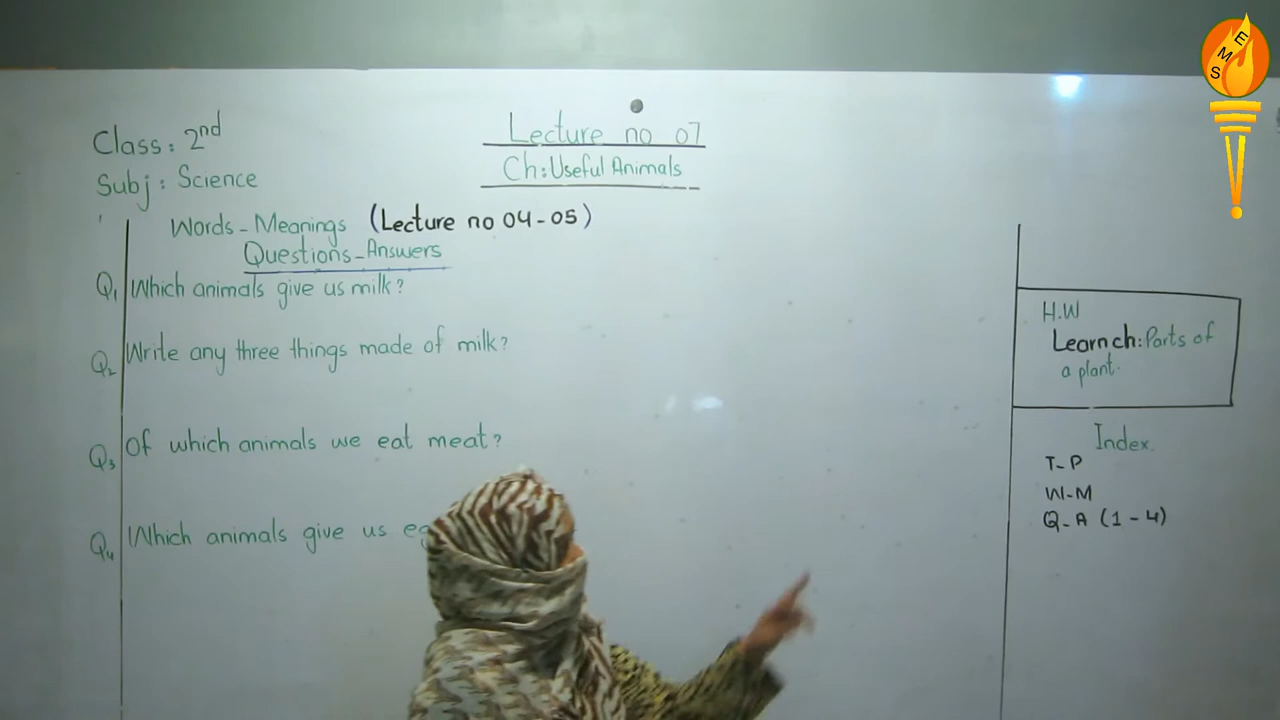 Class: 2nd
Subj: Science
Lecture no 07
Ch: Useful Animals
Words-Meanings (Lecture no 04-05)
Questions-Answers
Q1 Which animals give us milk?
Q2 Write any three things made of milk?
Q3 Of which animals we eat meat?
Q4 Which animals give us
H.W
Learn ch: Parts of
a plant.
Index.
T-P
W-M
Q-A (1-4)
EMS